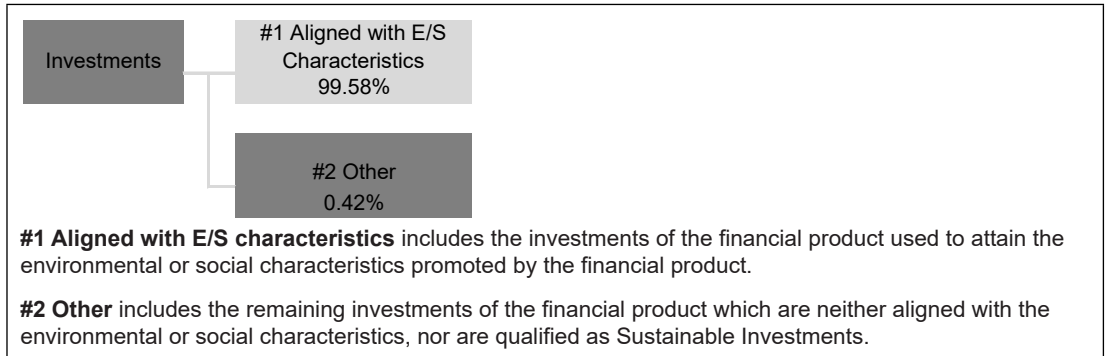 Investments
#1 Aligned with E/S
Characteristics
99.58%
#2 Other
0.42%
#1 Aligned with E/S characteristics includes the investments of the financial product used to attain the
environmental or social characteristics promoted by the financial product.
#2 Other includes the remaining investments of the financial product which are neither aligned with the
environmental or social characteristics, nor are qualified as Sustainable Investments.